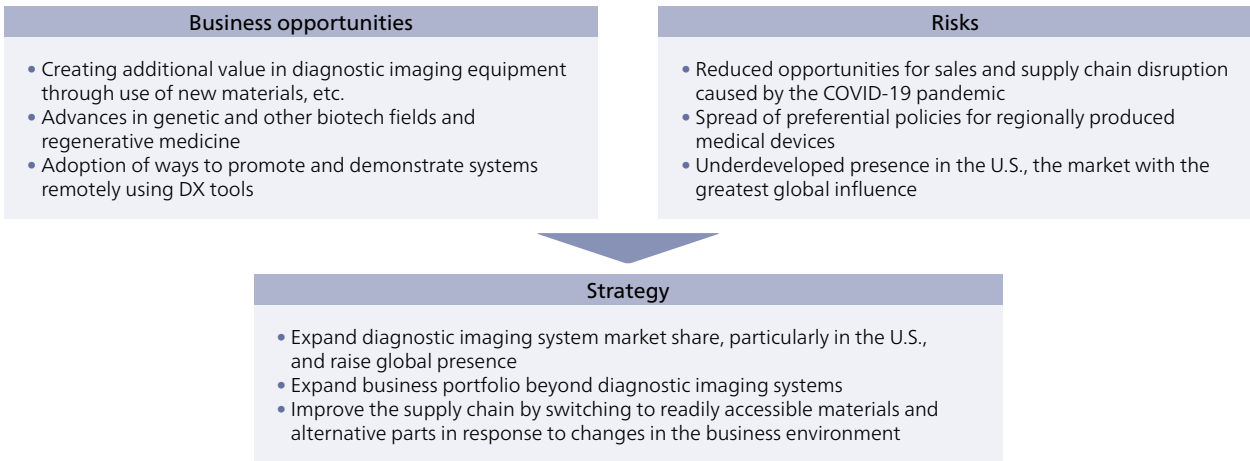 Business opportunities
• Creating additional value in diagnostic imaging equipment
through use of new materials, etc.
• Advances in genetic and other biotech fields and
regenerative medicine
• Adoption of ways to promote and demonstrate systems
remotely using DX tools
Risks
• Reduced opportunities for sales and supply chain disruption
caused by the COVID-19 pandemic
• Spread of preferential policies for regionally produced
medical devices
• Underdeveloped presence in the U.S., the market with the
greatest global influence
Strategy
• Expand diagnostic imaging system market share, particularly in the U.S.,
and raise global presence
• Expand business portfolio beyond diagnostic imaging systems
• Improve the supply chain by switching to readily accessible materials and
alternative parts in response to changes in the business environment